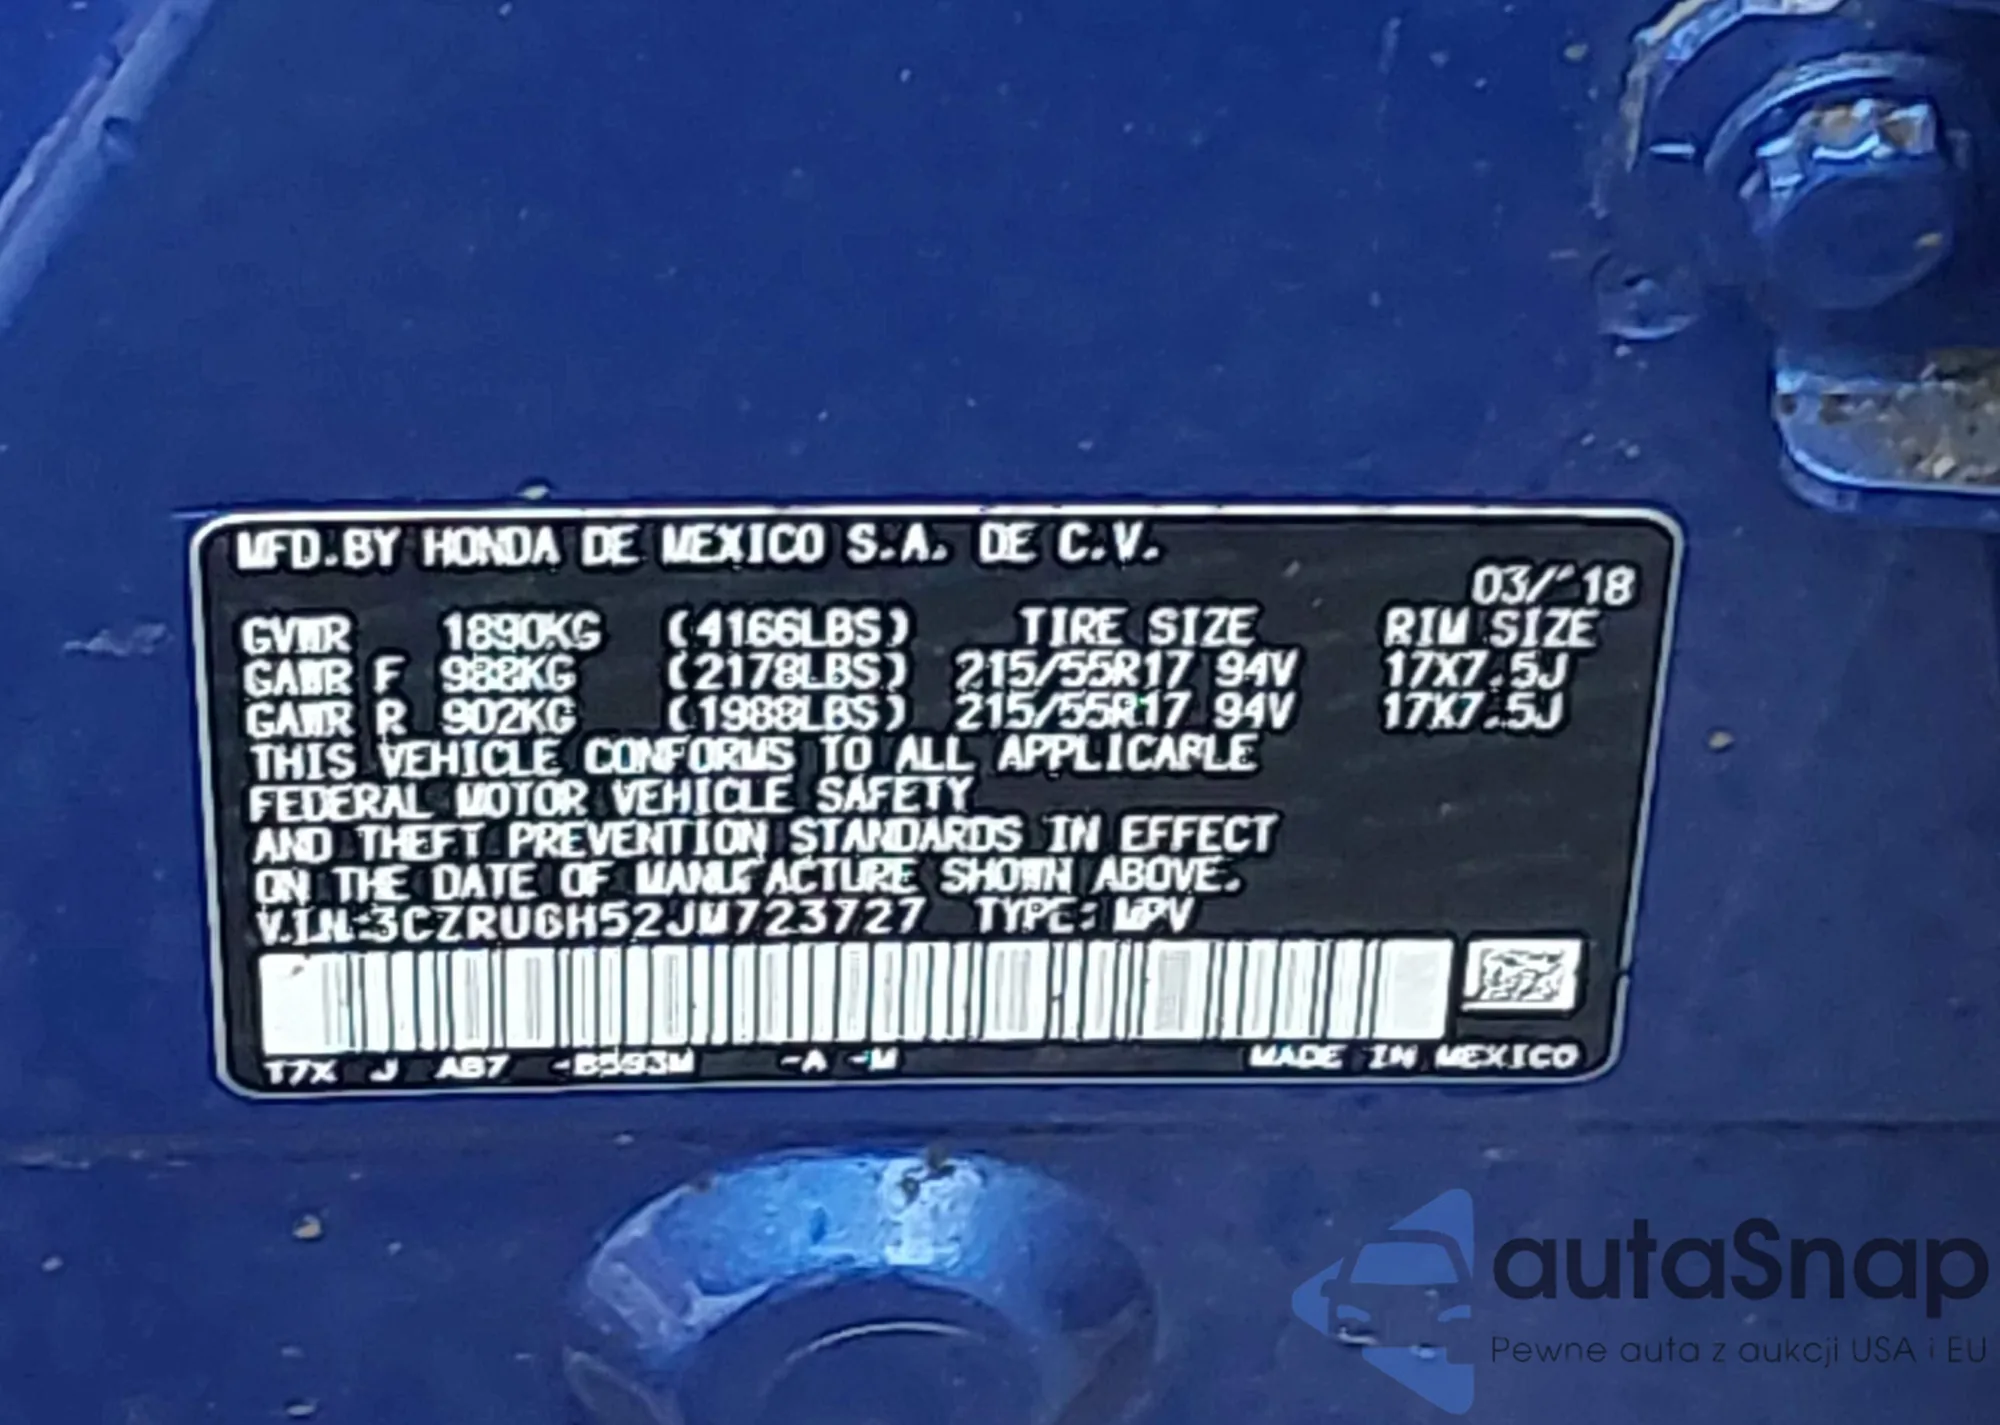 MFD.BY HONDA DE MEXICO S.A. DE C.V.
03/'18
GVWR 1890KG (4166LBS) TIRE SIZE RIM SIZE
GAWR F 988KG (2178LBS) 215/55R17 94V 17X7.5J
GAWR R 902KG (1988LBS) 215/55R17 94V 17X7.5J
THIS VEHICLE CONFORMS TO ALL APPLICABLE
FEDERAL MOTOR VEHICLE SAFETY
AND THEFT PREVENTION STANDARDS IN EFFECT
ON THE DATE OF MANUFACTURE SHOWN ABOVE.
V.I.N:3CZRU6H52JM723727 TYPE: MPV
T7X J AB7 -B593M -A -M MADE IN MEXICO
autaSnap
Pewne auta z aukcji USA i EU